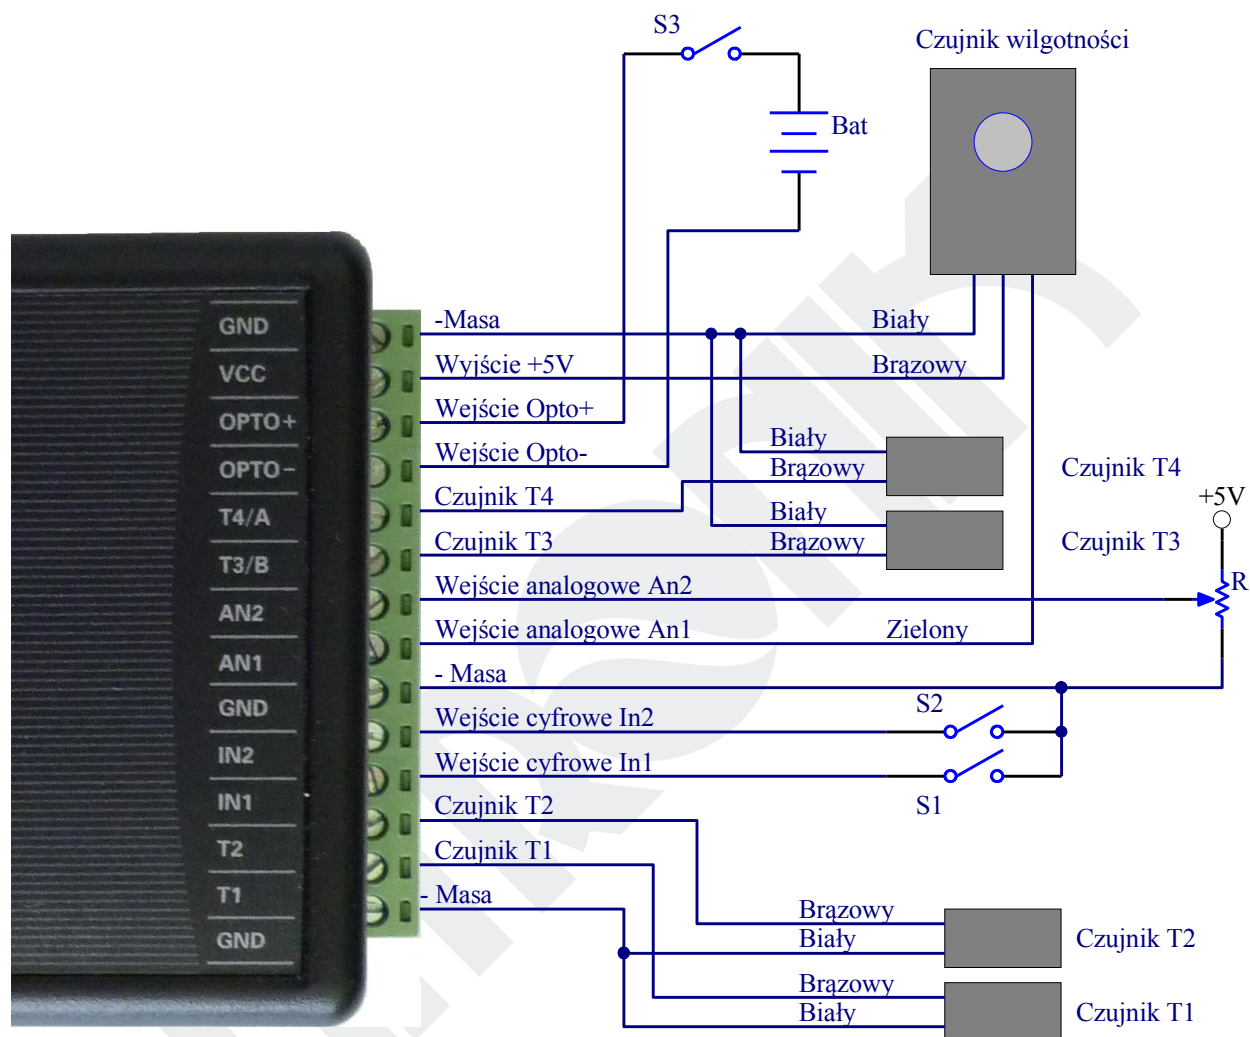 S3
Czujnik wilgotności
Bat
GND
VCC
OPTO+
OPTO-
T4/A
T3/B
AN2
AN1
GND
IN2
IN1
T2
T1
GND
-Masa
Biały
Wyjście +5V
Brązowy
Wejście Opto+
Wejście Opto-
Biały
Brązowy
Czujnik T4
Czujnik T4
Biały
Brązowy
Czujnik T3
Czujnik T3
+5V
R
Wejście analogowe An2
Wejście analogowe An1
Zielony
- Masa
S2
Wejście cyfrowe In2
Wejście cyfrowe In1
S1
Czujnik T2
Czujnik T1
- Masa
Brązowy
Biały
Czujnik T2
Brązowy
Biały
Czujnik T1